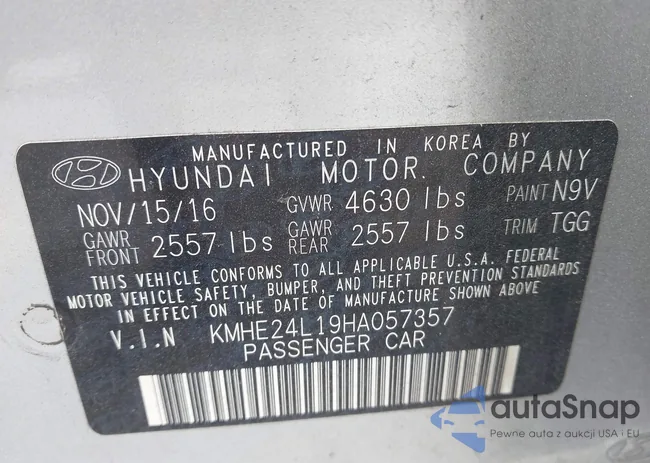 MANUFACTURED IN KOREA BY
HYUNDAI MOTOR. COMPANY
NOV/15/16 GVWR 4630 lbs PAINT N9V
GAWR FRONT 2557 lbs GAWR REAR 2557 lbs TRIM TGG
THIS VEHICLE CONFORMS TO ALL APPLICABLE U.S.A. FEDERAL
MOTOR VEHICLE SAFETY, BUMPER, AND THEFT PREVENTION STANDARDS
IN EFFECT ON THE DATE OF MANUFACTURE SHOWN ABOVE
V.I.N KMHE24L19HA057357
PASSENGER CAR
autaSnap
Pewne auta z aukcji USA i EU